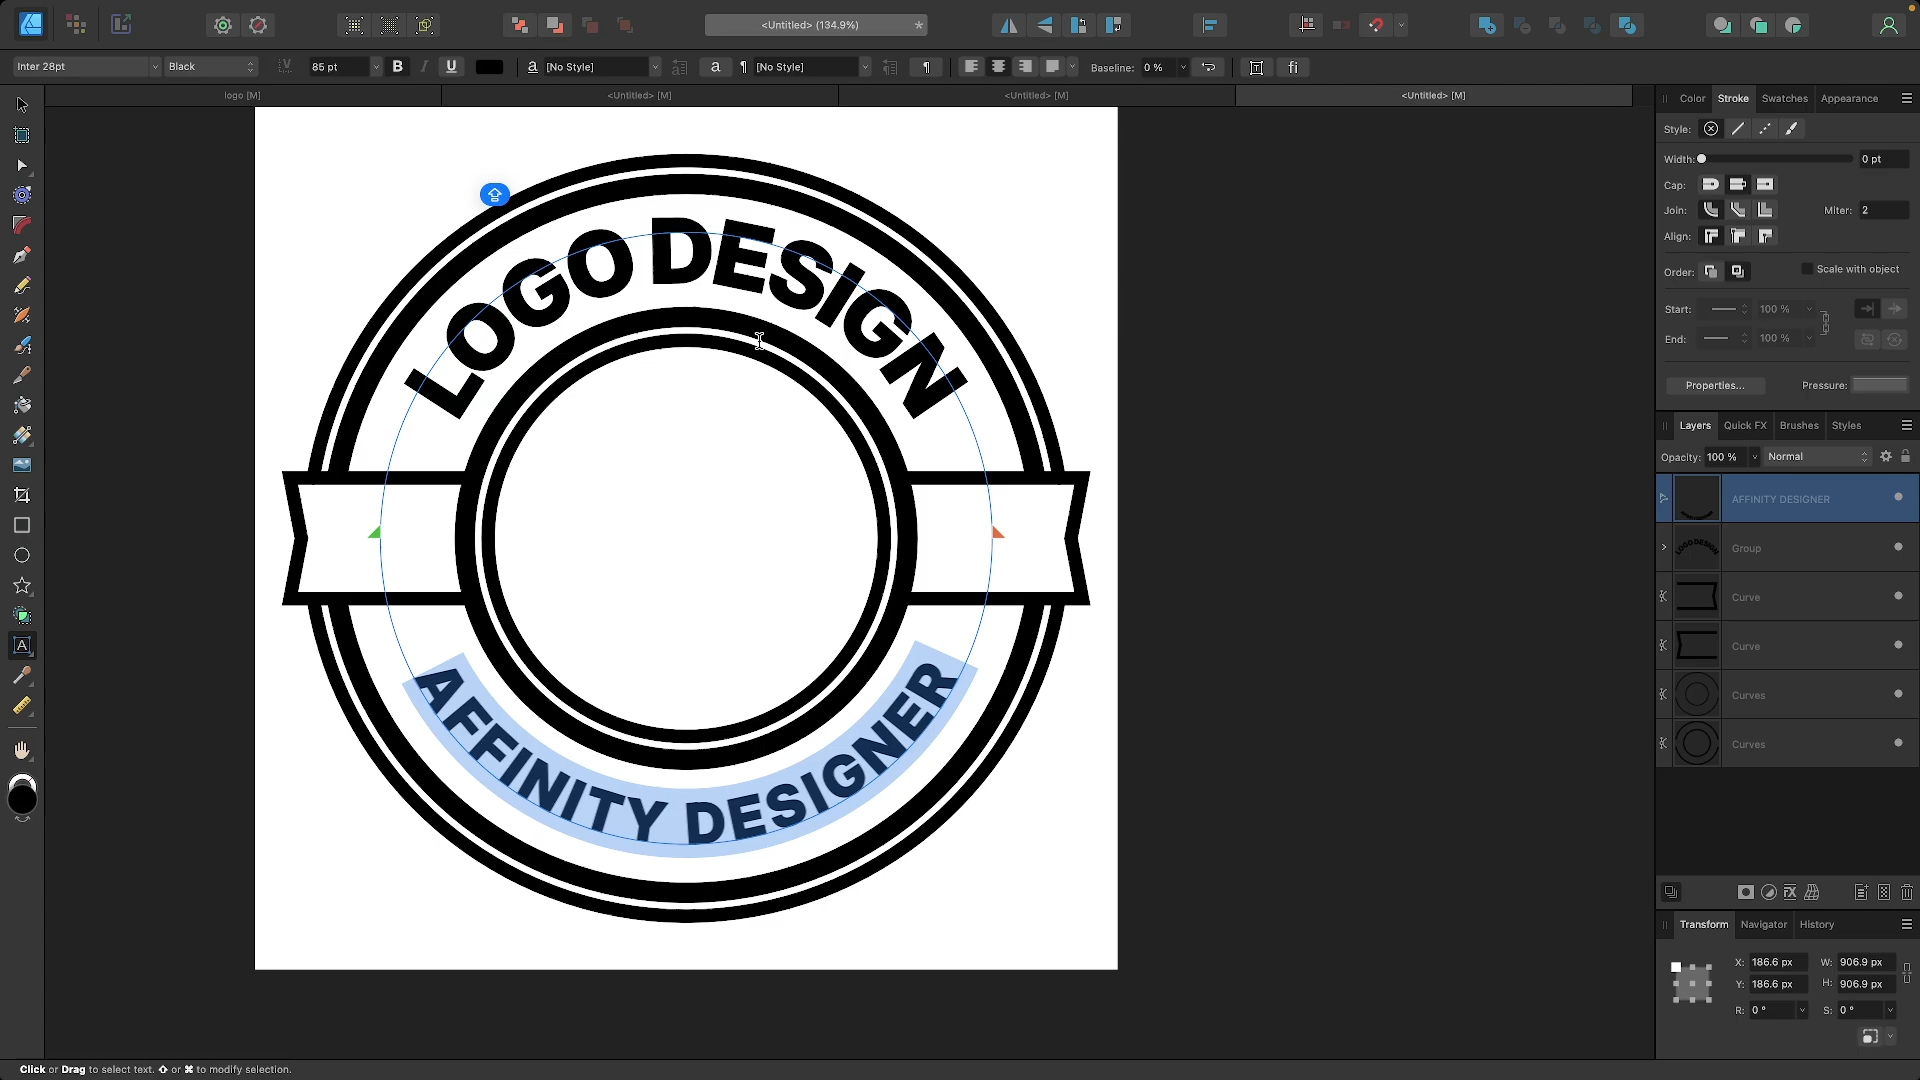 <Untitled> (134.9%)
*
Inter 28pt
Black
85 pt
B
I
U
a
[No Style]
a
¶
[No Style]
¶
Baseline:
0 %
fi
logo [M]
<Untitled> [M]
<Untitled> [M]
<Untitled> [M]
LOGO DESIGN
AFFINITY DESIGNER
Color
Stroke
Swatches
Appearance
Style:
Width:
0 pt
Cap:
Join:
Miter:
2
Align:
Order:
Scale with object
Start:
100 %
End:
100 %
Properties...
Pressure:
Layers
Quick FX
Brushes
Styles
Opacity:
100 %
Normal
AFFINITY DESIGNER
Group
Curve
Curve
Curves
Curves
Transform
Navigator
History
X:
186.6 px
W:
906.9 px
Y:
186.6 px
H:
906.9 px
R:
0 °
S:
0 °
Click or Drag to select text. ⇧ or ⌘ to modify selection.